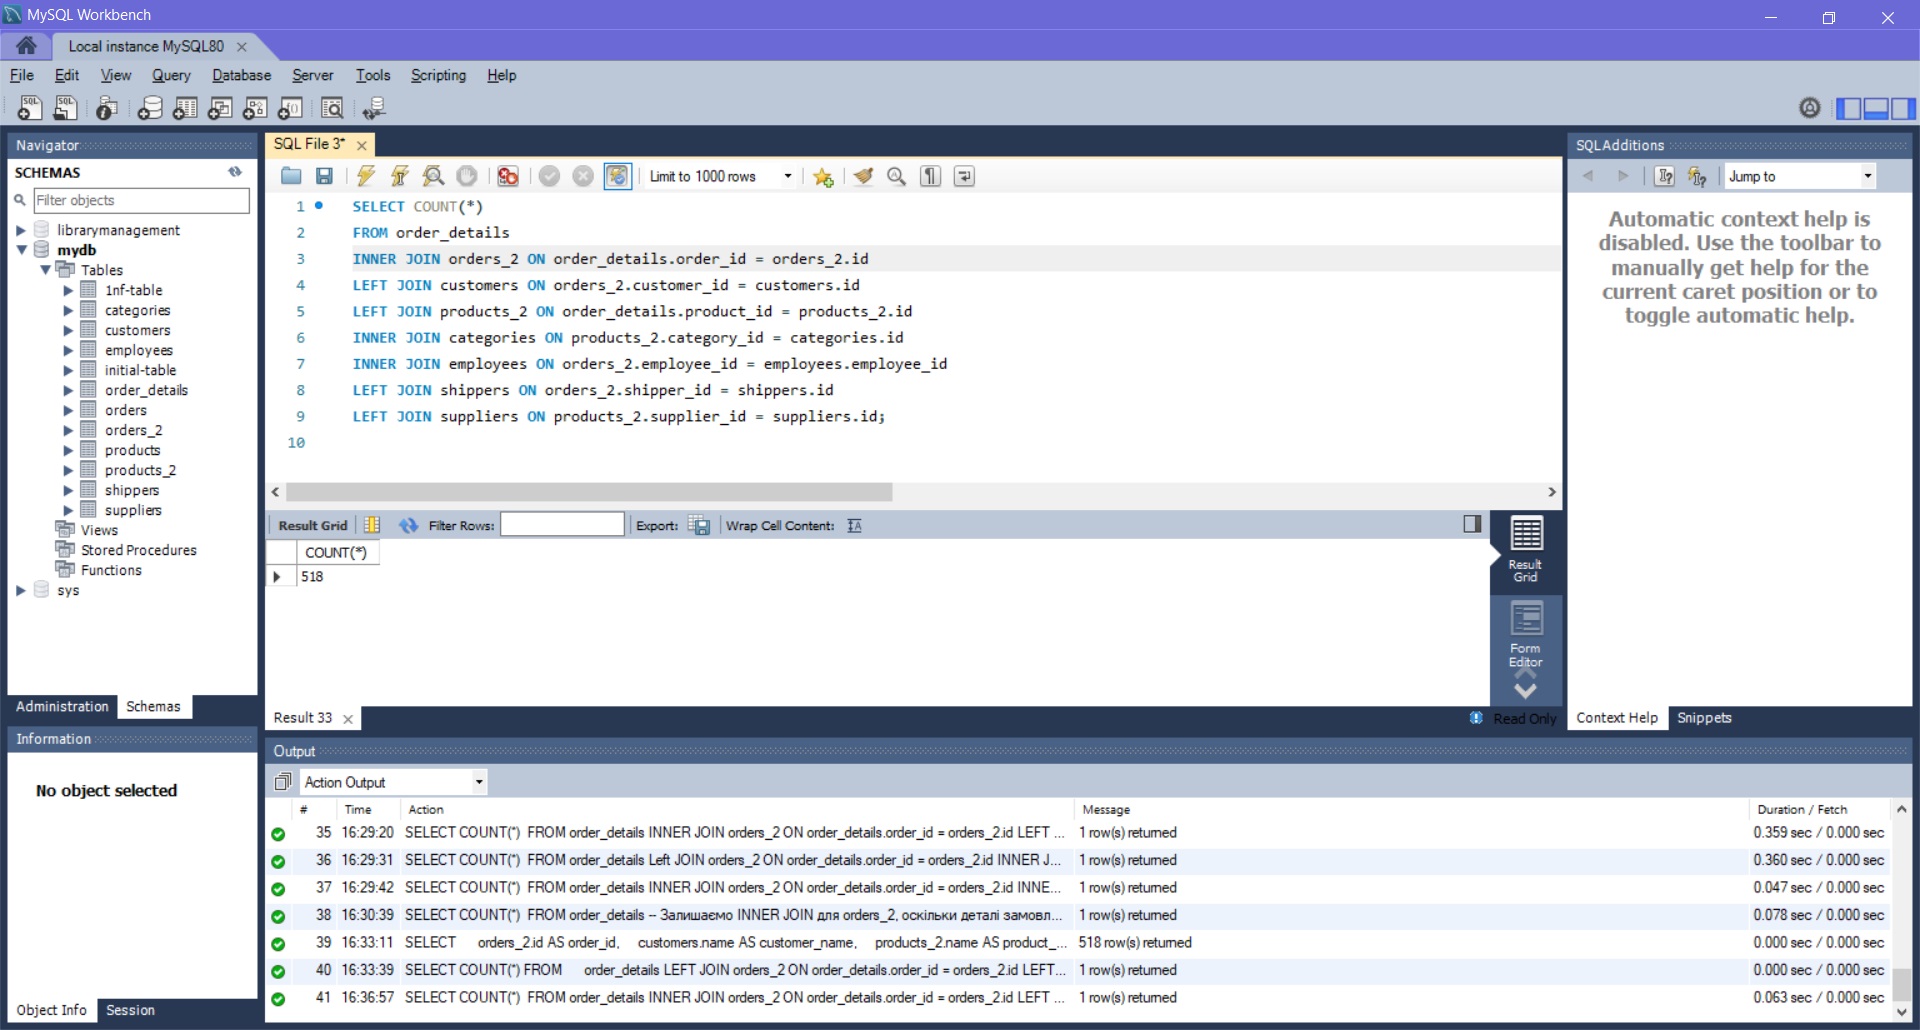 MySQL Workbench
Local instance MySQL80
File Edit View Query Database Server Tools Scripting Help
Navigator
SCHEMAS
Filter objects
librarymanagement
mydb
Tables
1nf-table
categories
customers
employees
initial-table
order_details
orders
orders_2
products
products_2
shippers
suppliers
Views
Stored Procedures
Functions
sys
Administration Schemas
Information
No object selected
Object Info Session
SQL File 3*
Limit to 1000 rows
1 SELECT COUNT(*)
2 FROM order_details
3 INNER JOIN orders_2 ON order_details.order_id = orders_2.id
4 LEFT JOIN customers ON orders_2.customer_id = customers.id
5 LEFT JOIN products_2 ON order_details.product_id = products_2.id
6 INNER JOIN categories ON products_2.category_id = categories.id
7 INNER JOIN employees ON orders_2.employee_id = employees.employee_id
8 LEFT JOIN shippers ON orders_2.shipper_id = shippers.id
9 LEFT JOIN suppliers ON products_2.supplier_id = suppliers.id;
10
Result Grid Filter Rows: Export: Wrap Cell Content:
COUNT(*)
518
Result Grid
Form Editor
Result 33
Read Only
SQLAdditions
Jump to
Automatic context help is
disabled. Use the toolbar to
manually get help for the
current caret position or to
toggle automatic help.
Context Help Snippets
Output
Action Output
# Time Action Message Duration / Fetch
35 16:29:20 SELECT COUNT(*) FROM order_details INNER JOIN orders_2 ON order_details.order_id = orders_2.id LEFT ... 1 row(s) returned 0.359 sec / 0.000 sec
36 16:29:31 SELECT COUNT(*) FROM order_details Left JOIN orders_2 ON order_details.order_id = orders_2.id INNER J... 1 row(s) returned 0.360 sec / 0.000 sec
37 16:29:42 SELECT COUNT(*) FROM order_details INNER JOIN orders_2 ON order_details.order_id = orders_2.id INNE... 1 row(s) returned 0.047 sec / 0.000 sec
38 16:30:39 SELECT COUNT(*) FROM order_details -- Залишаємо INNER JOIN для orders_2, оскільки деталі замовл... 1 row(s) returned 0.078 sec / 0.000 sec
39 16:33:11 SELECT orders_2.id AS order_id, customers.name AS customer_name, products_2.name AS product_... 518 row(s) returned 0.000 sec / 0.000 sec
40 16:33:39 SELECT COUNT(*) FROM order_details LEFT JOIN orders_2 ON order_details.order_id = orders_2.id LEFT... 1 row(s) returned 0.000 sec / 0.000 sec
41 16:36:57 SELECT COUNT(*) FROM order_details INNER JOIN orders_2 ON order_details.order_id = orders_2.id LEFT ... 1 row(s) returned 0.063 sec / 0.000 sec